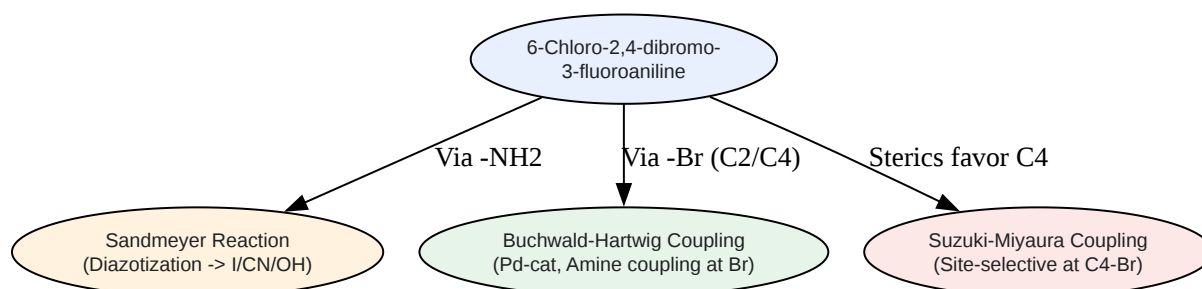 6-Chloro-2,4-dibromo-
3-fluoroaniline
Via -NH2
Via -Br (C2/C4)
Sterics favor C4
Sandmeyer Reaction
(Diazotization -> I/CN/OH)
Buchwald-Hartwig Coupling
(Pd-cat, Amine coupling at Br)
Suzuki-Miyaura Coupling
(Site-selective at C4-Br)